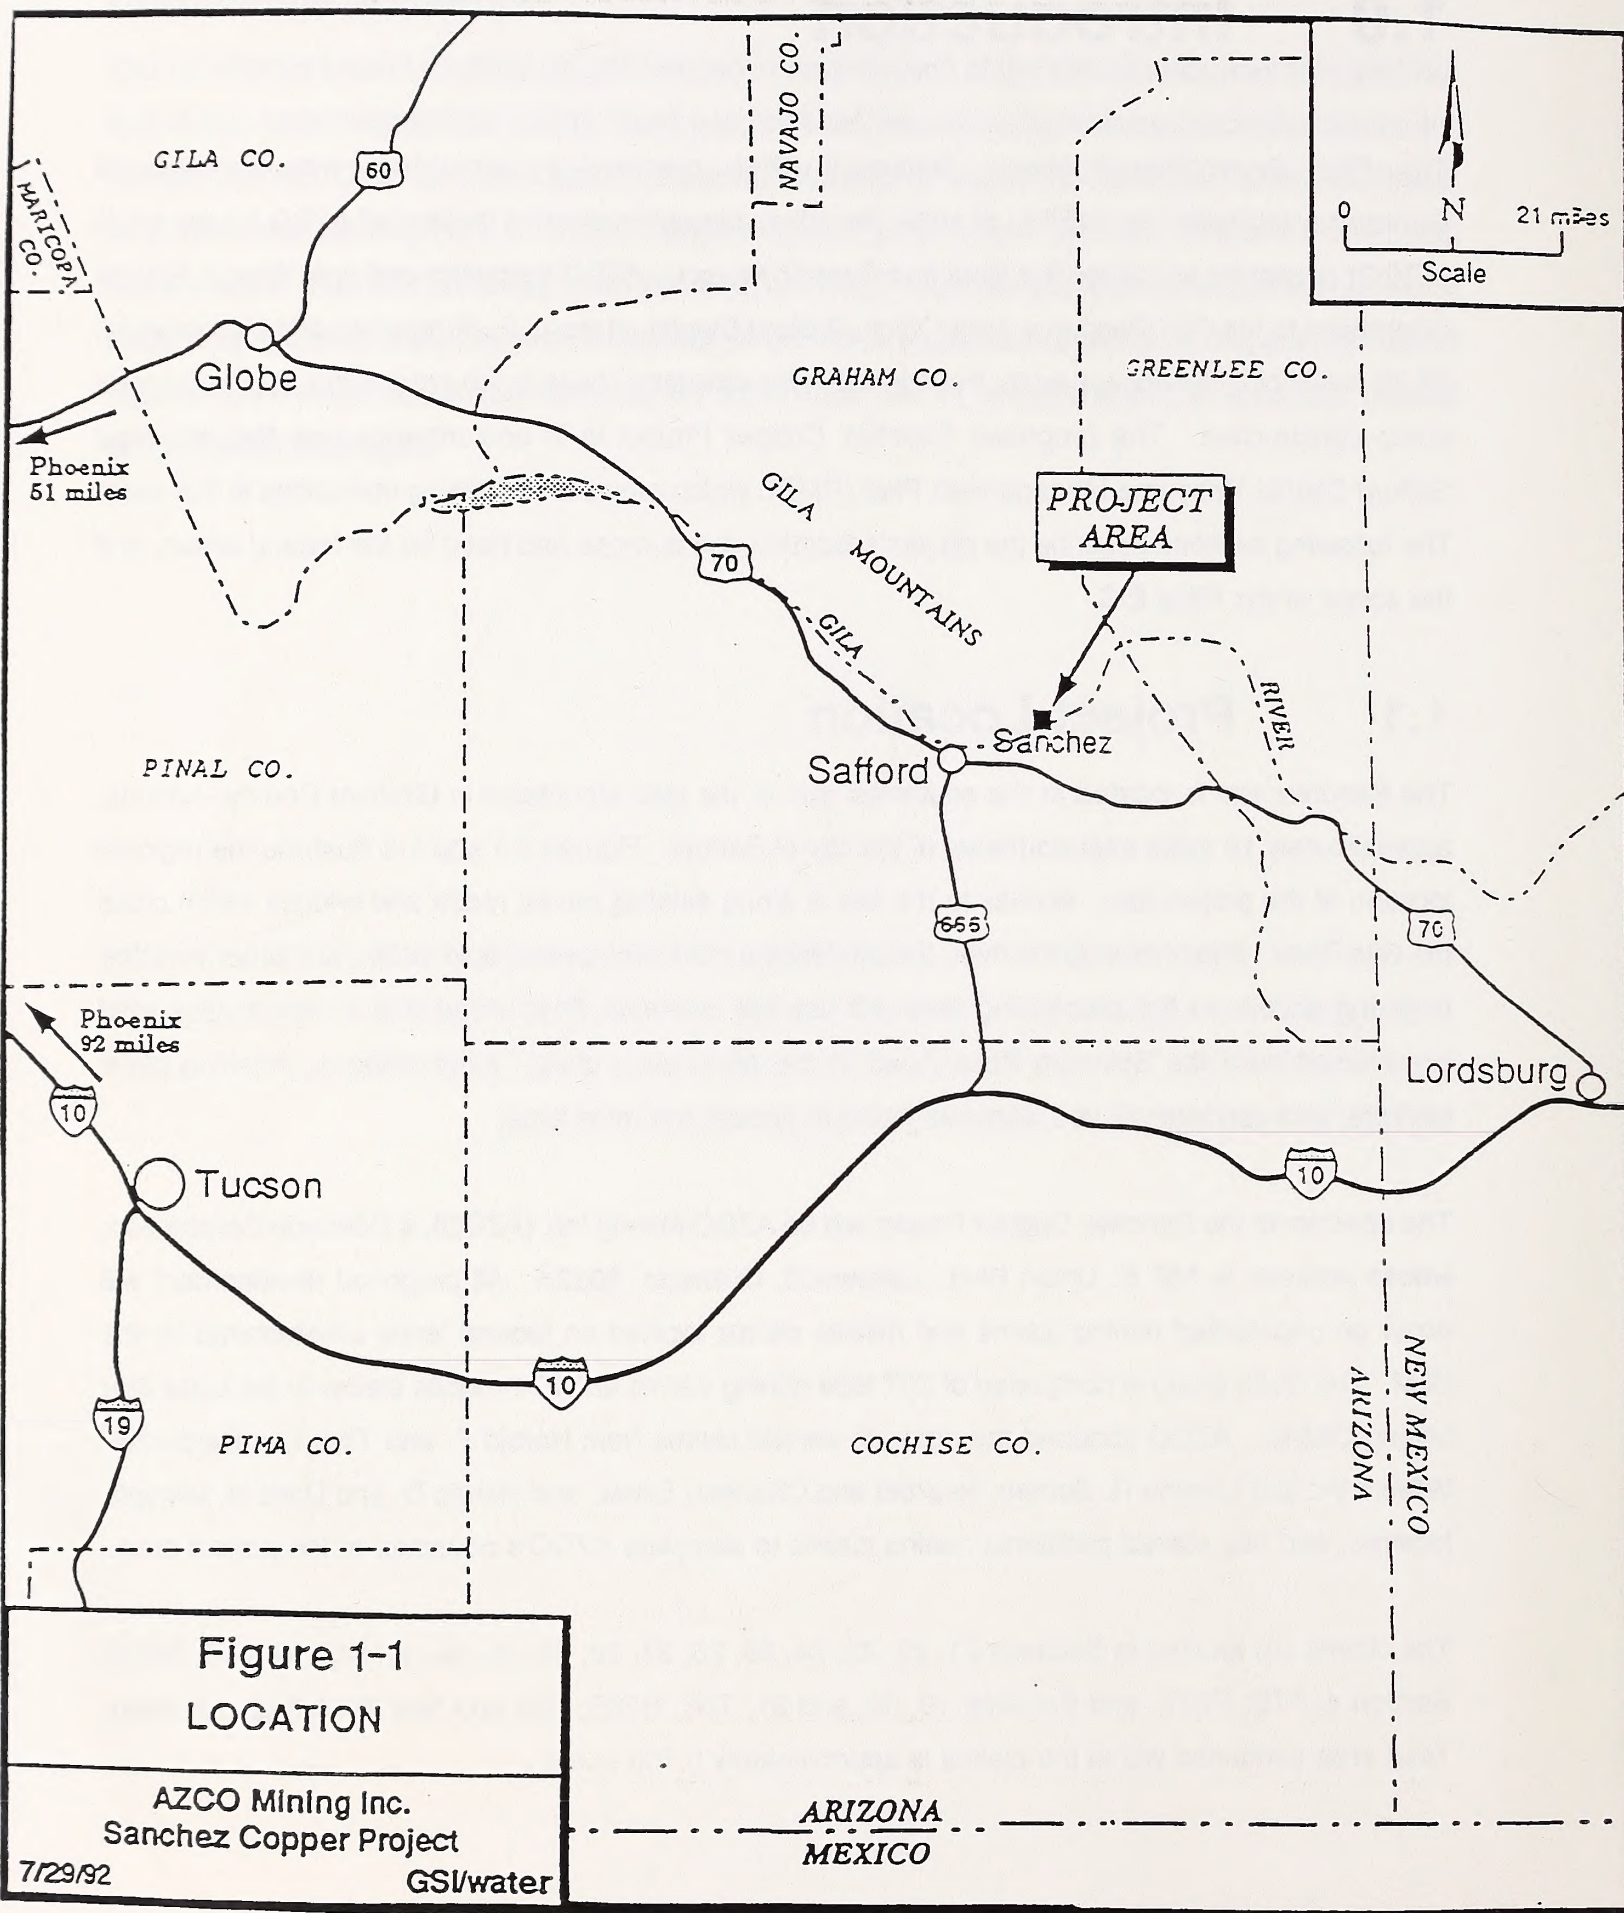 GILA CO.
60
NAVAJO CO.
MARICOPA
CO.
0
N
21 miles
Scale
Globe
GRAHAM CO.
GREENLEE CO.
Phoenix
51 miles
GILA
MOUNTAINS
PROJECT
AREA
70
GILA
RIVER
Sanchez
Safford
PINAL CO.
666
70
Phoenix
92 miles
10
Lordsburg
Tucson
10
10
19
PIMA CO.
COCHISE CO.
ARIZONA
NEW MEXICO
Figure 1-1
LOCATION
AZCO Mining Inc.
Sanchez Copper Project
7/29/92
GSI/water
ARIZONA
MEXICO